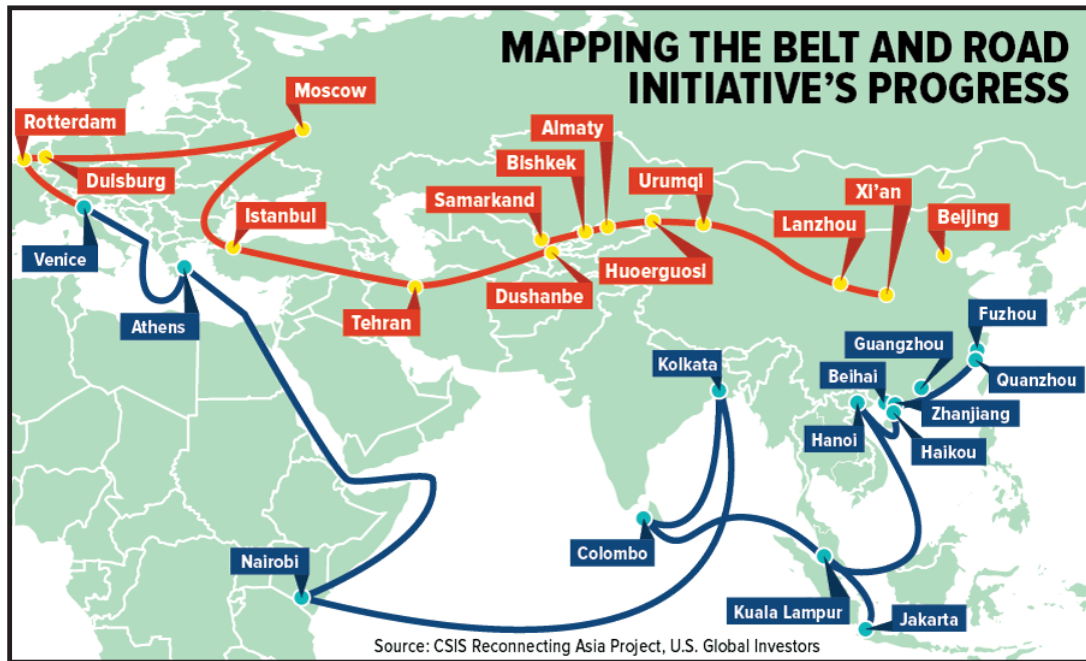 MAPPING THE BELT AND ROAD
INITIATIVE'S PROGRESS
Moscow
Rotterdam
Duisburg
Almaty
Bishkek
Urumqi
Xi'an
Samarkand
Istanbul
Lanzhou
Beijing
Venice
Huoerguosi
Dushanbe
Athens
Tehran
Fuzhou
Guangzhou
Kolkata
Beihai
Quanzhou
Zhanjiang
Hanoi
Haikou
Colombo
Nairobi
Kuala Lampur
Jakarta
Source: CSIS Reconnecting Asia Project, U.S. Global Investors